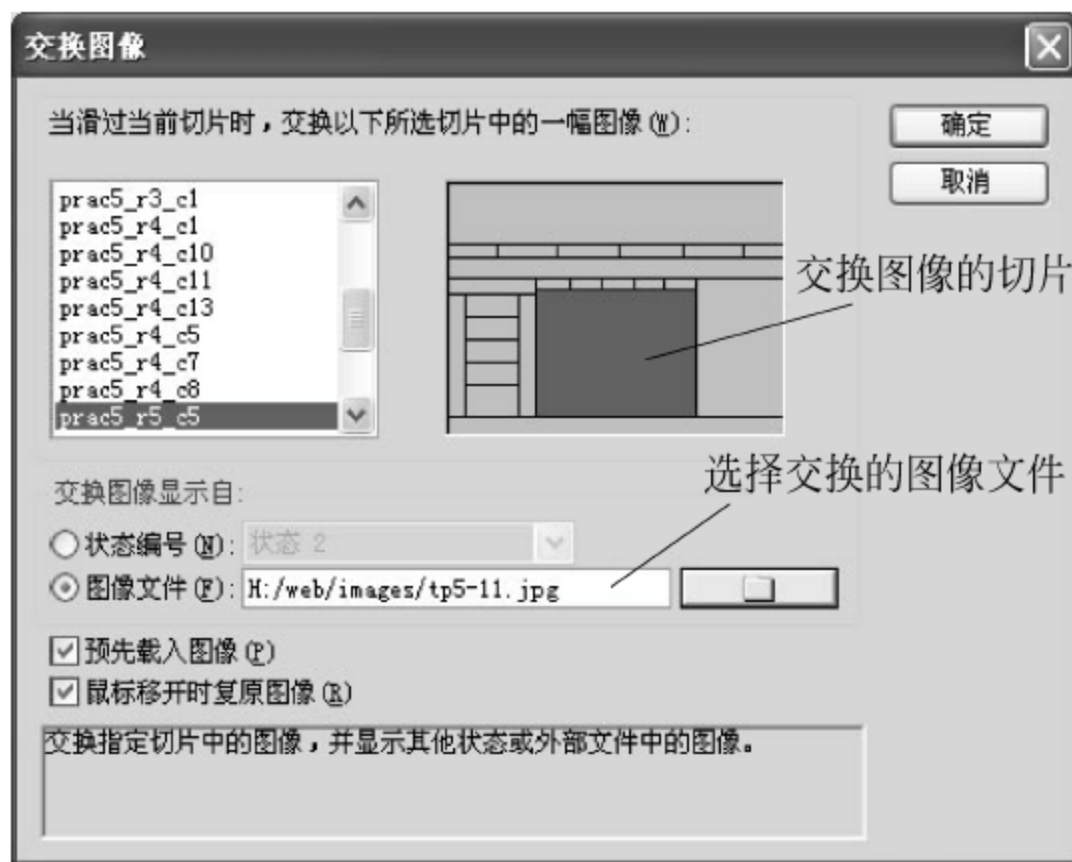 交换图像
当滑过当前切片时，交换以下所选切片中的一幅图像(W):
确定
取消
prac5_r3_c1
prac5_r4_c1
prac5_r4_c10
prac5_r4_c11
prac5_r4_c13
prac5_r4_c5
prac5_r4_c7
prac5_r4_c8
prac5_r5_c5
交换图像的切片
选择交换的图像文件
交换图像显示自:
状态编号(N): 状态 2
图像文件(F): H:/web/images/tp5-11.jpg
预先载入图像(P)
鼠标移开时复原图像(R)
交换指定切片中的图像，并显示其他状态或外部文件中的图像。